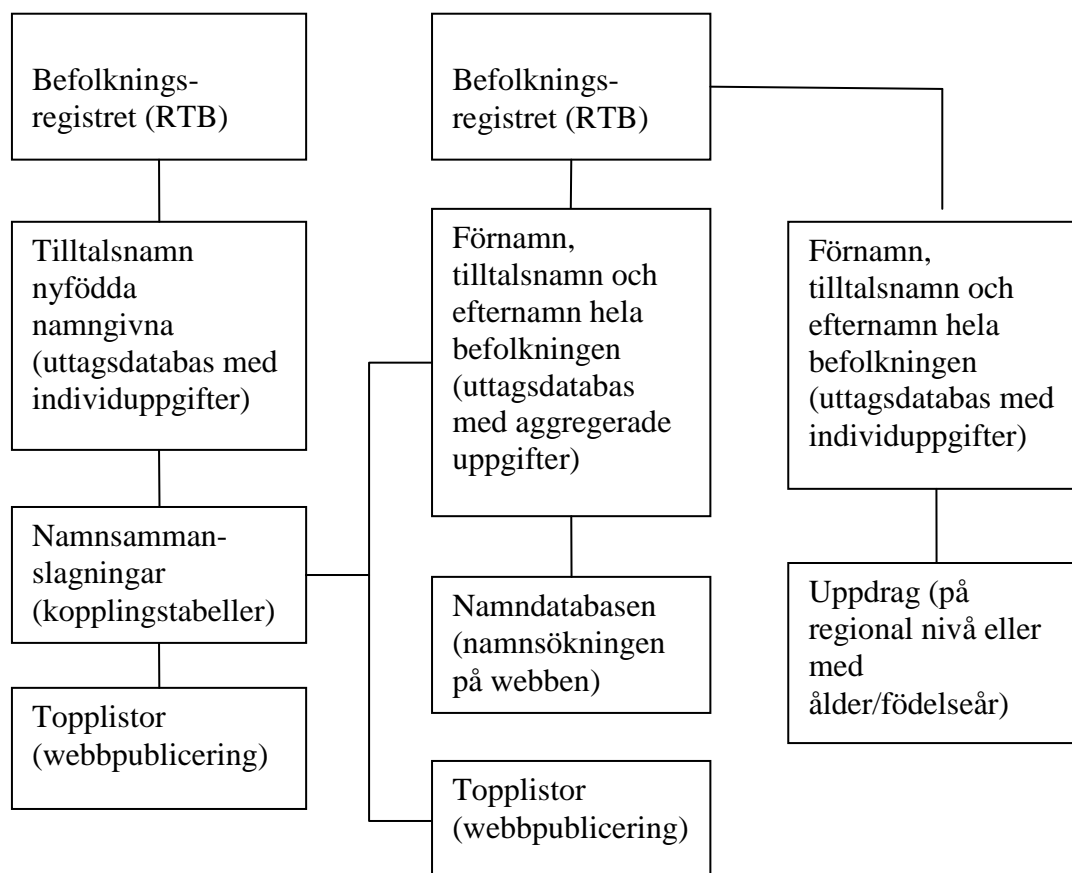 Befolknings-
registret (RTB)
Tilltalsnamn
nyfödda
namngivna
(uttagsdatabas med
individuppgifter)
Namnsamman-
slagningar
(kopplingstabeller)
Topplistor
(webbpublicering)
Befolknings-
registret (RTB)
Förnamn,
tilltalsnamn och
efternamn hela
befolkningen
(uttagsdatabas
med aggregerade
uppgifter)
Namndatabasen
(namnsökningen
på webben)
Topplistor
(webbpublicering)
Förnamn,
tilltalsnamn och
efternamn hela
befolkningen
(uttagsdatabas med
individuppgifter)
Uppdrag (på
regional nivå eller
med
ålder/födelseår)